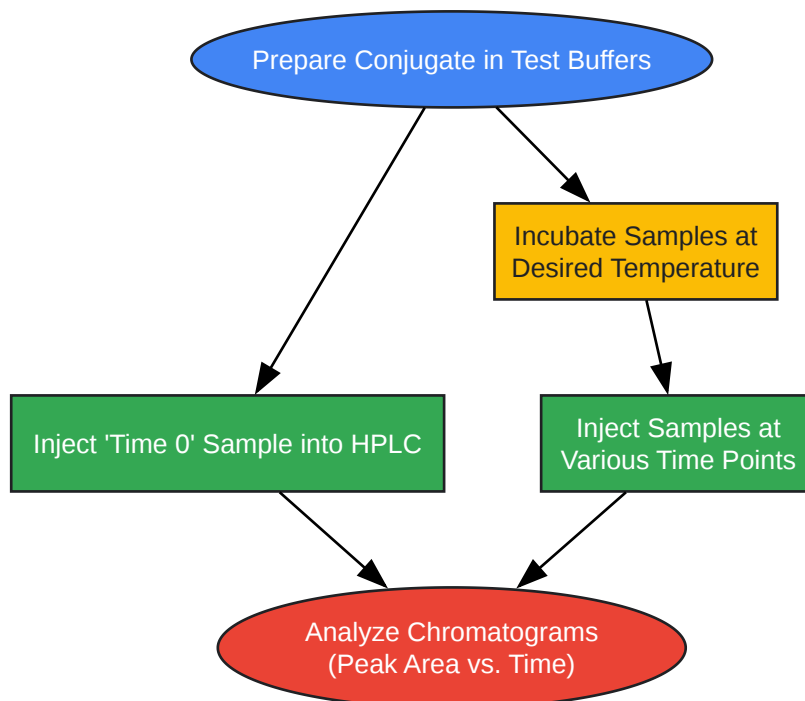 Prepare Conjugate in Test Buffers
Incubate Samples at
Desired Temperature
Inject 'Time 0' Sample into HPLC
Inject Samples at
Various Time Points
Analyze Chromatograms
(Peak Area vs. Time)